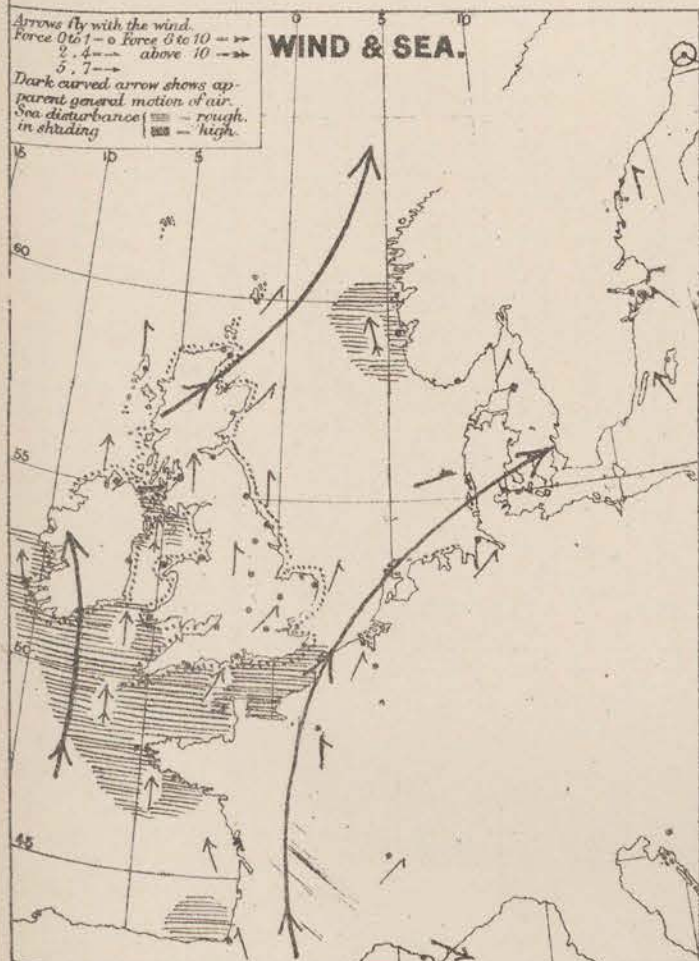 WIND & SEA.
Arrows fly with the wind.
Force 0 to 1 — o Force 8 to 10 —
2 . 4 — above 10 —
5 . 7 —
Dark curved arrow shows ap-
parent general motion of air.
Sea disturbance — rough.
in shading — high.
0 5 10
15 10 5
60
55
50
45